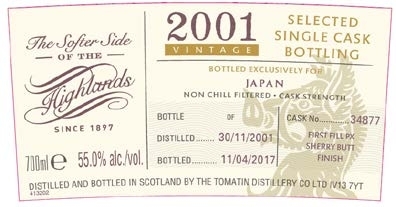 The Softer Side
OF THE
Highlands
SINCE 1897
700ml e 55.0% alc./vol.
2001
VINTAGE
SELECTED
SINGLE CASK
BOTTLING
BOTTLED EXCLUSIVELY FOR
JAPAN
NON CHILL FILTERED • CASK STRENGTH
BOTTLE OF
DISTILLED......... 30/11/2001
BOTTLED........... 11/04/2017
CASK No.......... 34877
FIRST FILL PX
SHERRY BUTT
FINISH
DISTILLED AND BOTTLED IN SCOTLAND BY THE TOMATIN DISTILLERY CO LTD IV13 7YT
413202